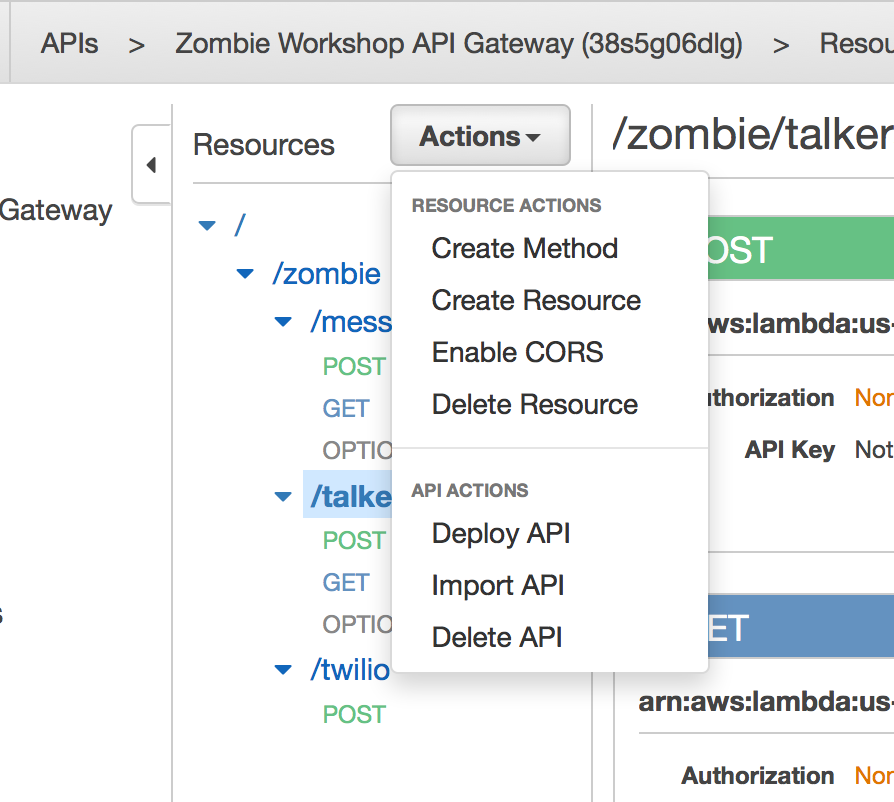 APIs > Zombie Workshop API Gateway (38s5g06dlg) >
Resources
Actions
/zombie/talker
Gateway
/
/zombie
/mess
POST
GET
OPTIO
/talke
POST
GET
OPTIO
/twilio
POST
RESOURCE ACTIONS
Create Method
Create Resource
Enable CORS
Delete Resource
API ACTIONS
Deploy API
Import API
Delete API
OST
ws:lambda:us-
uthorization Nor
API Key Not
ET
arn:aws:lambda:us-
Authorization Nor